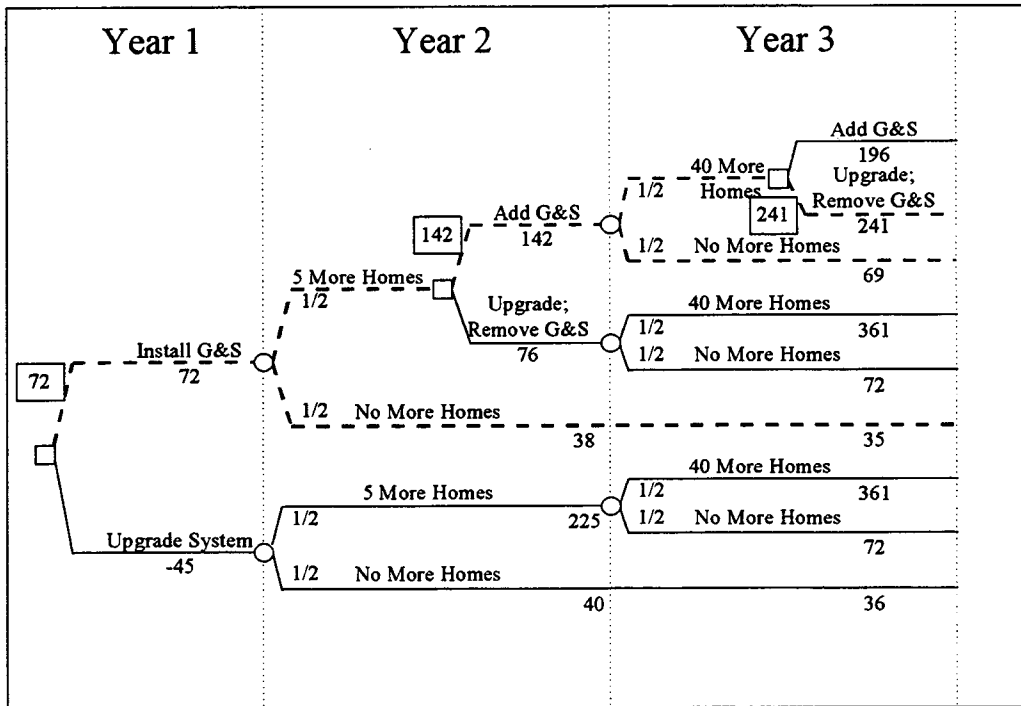 Year 1
Year 2
Year 3
Add G&S
196
40 More
Homes
1/2
Upgrade;
Remove G&S
241
241
Add G&S
142
142
1/2
No More Homes
69
5 More Homes
1/2
Upgrade;
Remove G&S
76
40 More Homes
1/2
361
1/2
No More Homes
72
Install G&S
72
72
1/2
No More Homes
38
35
40 More Homes
1/2
361
5 More Homes
1/2
225
1/2
No More Homes
72
Upgrade System
-45
1/2
No More Homes
40
36